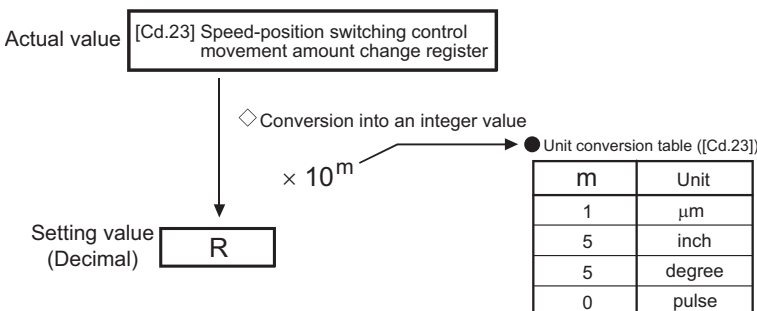 Actual value
[Cd.23] Speed-position switching control
movement amount change register
◇ Conversion into an integer value
× 10^m
● Unit conversion table ([Cd.23])
m Unit
1 μm
5 inch
5 degree
0 pulse
Setting value
(Decimal)
R